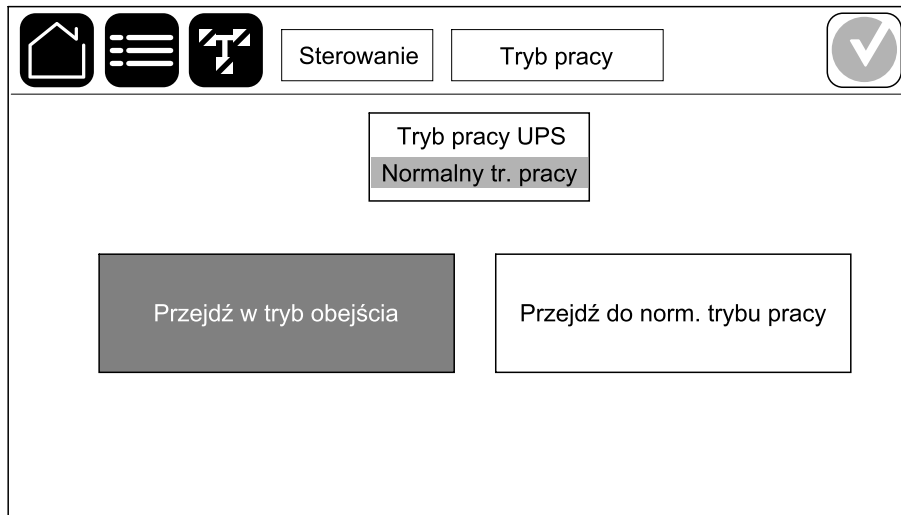 Sterowanie
Tryb pracy
Tryb pracy UPS
Normalny tr. pracy
Przejdź w tryb obejścia
Przejdź do norm. trybu pracy